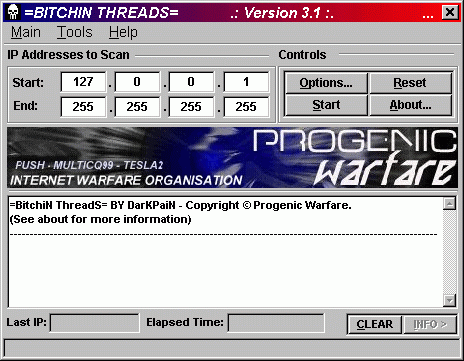 =BITCHIN THREADS= .: Version 3.1 :. ...
Main Tools Help
IP Addresses to Scan
Controls
Start: 127 . 0 . 0 . 1
End: 255 . 255 . 255 . 255
Options... Reset
Start About...
PROGENIC
warfare
PUSH - MULTICQ99 - TESLA2
INTERNET WARFARE ORGANISATION
=BitchiN ThreadS= BY DarKPaiN - Copyright © Progenic Warfare.
(See about for more information)
Last IP: Elapsed Time: CLEAR INFO >